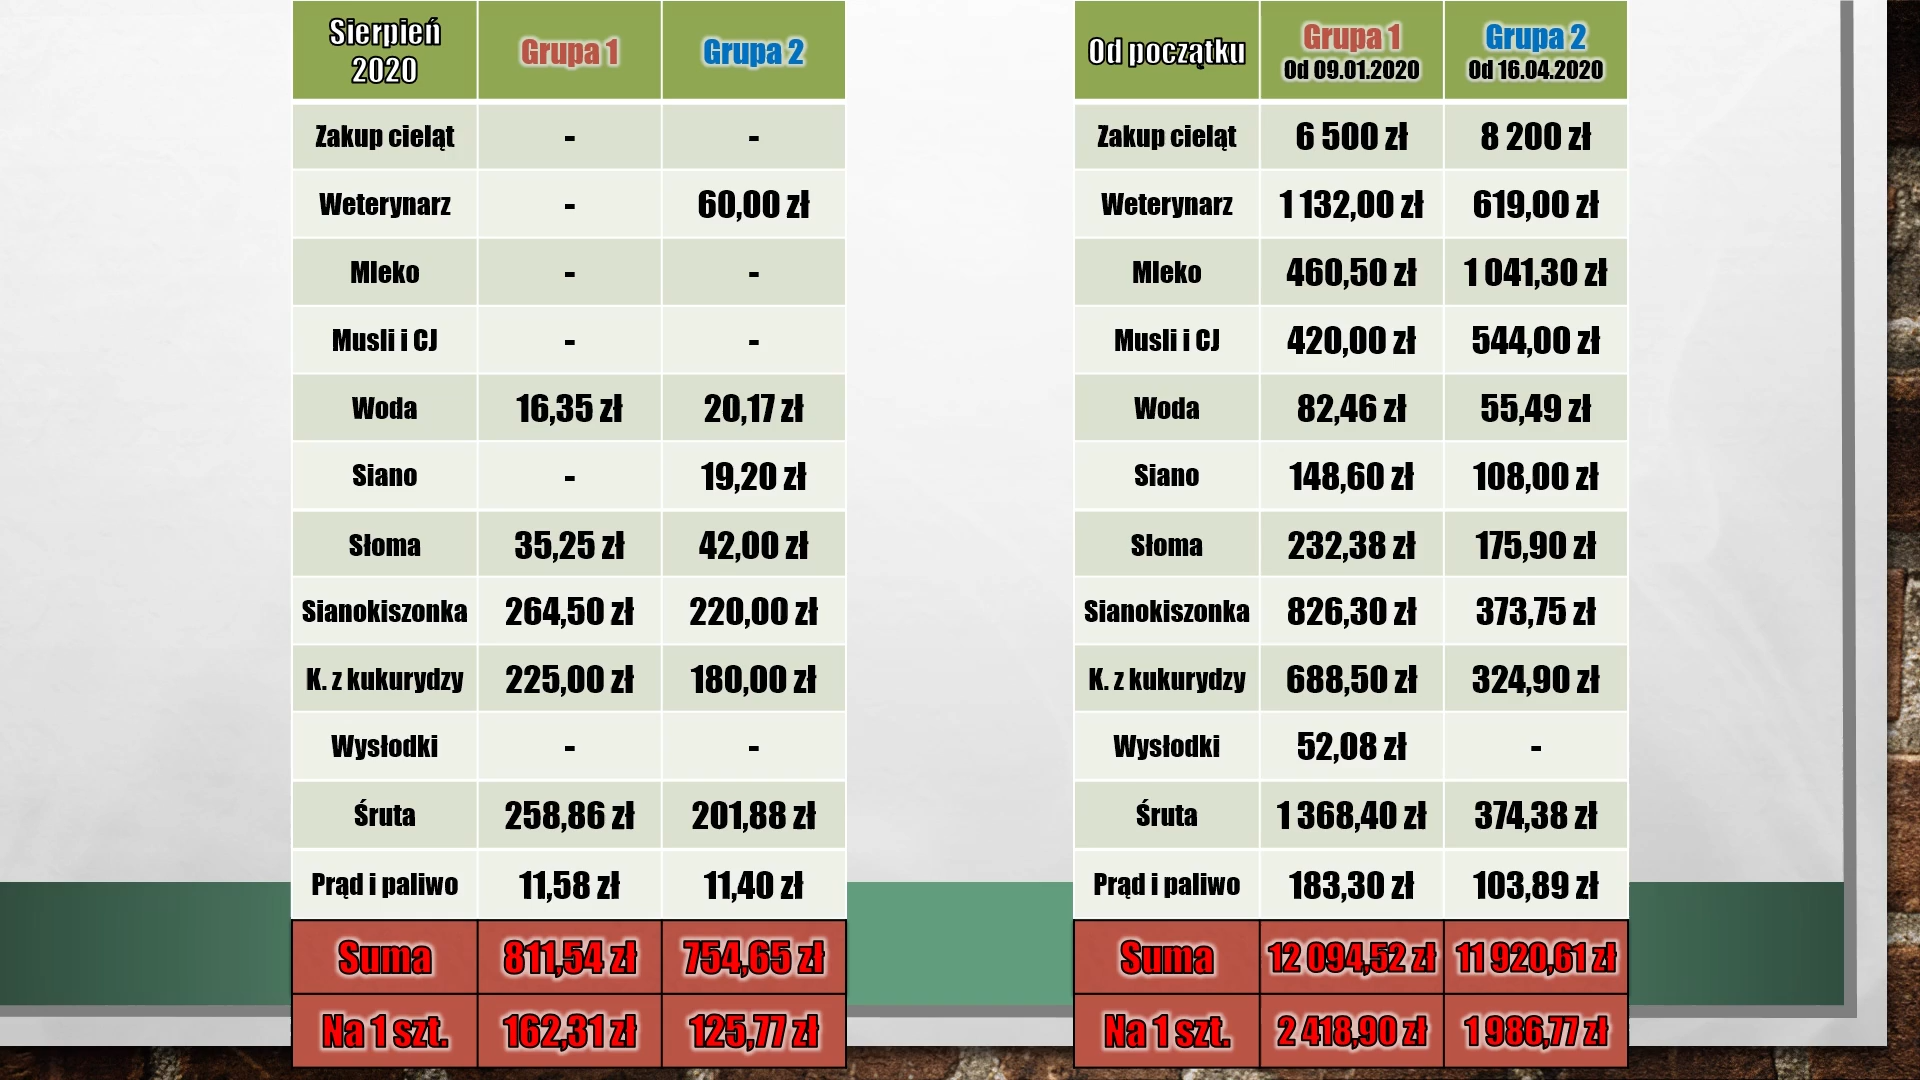 Sierpień
2020
Grupa 1
Grupa 2
Zakup cieląt - -
Weterynarz - 60,00 zł
Mleko - -
Musli i CJ - -
Woda 16,35 zł 20,17 zł
Siano - 19,20 zł
Słoma 35,25 zł 42,00 zł
Sianokiszonka 264,50 zł 220,00 zł
K. z kukurydzy 225,00 zł 180,00 zł
Wysłodki - -
Śruta 258,86 zł 201,88 zł
Prąd i paliwo 11,58 zł 11,40 zł
Suma 811,54 zł 754,65 zł
Na 1 szt. 162,31 zł 125,77 zł
Od początku
Grupa 1
Od 09.01.2020
Grupa 2
Od 16.04.2020
Zakup cieląt 6 500 zł 8 200 zł
Weterynarz 1 132,00 zł 619,00 zł
Mleko 460,50 zł 1 041,30 zł
Musli i CJ 420,00 zł 544,00 zł
Woda 82,46 zł 55,49 zł
Siano 148,60 zł 108,00 zł
Słoma 232,38 zł 175,90 zł
Sianokiszonka 826,30 zł 373,75 zł
K. z kukurydzy 688,50 zł 324,90 zł
Wysłodki 52,08 zł -
Śruta 1 368,40 zł 374,38 zł
Prąd i paliwo 183,30 zł 103,89 zł
Suma 12 094,52 zł 11 920,61 zł
Na 1 szt. 2 418,90 zł 1 986,77 zł